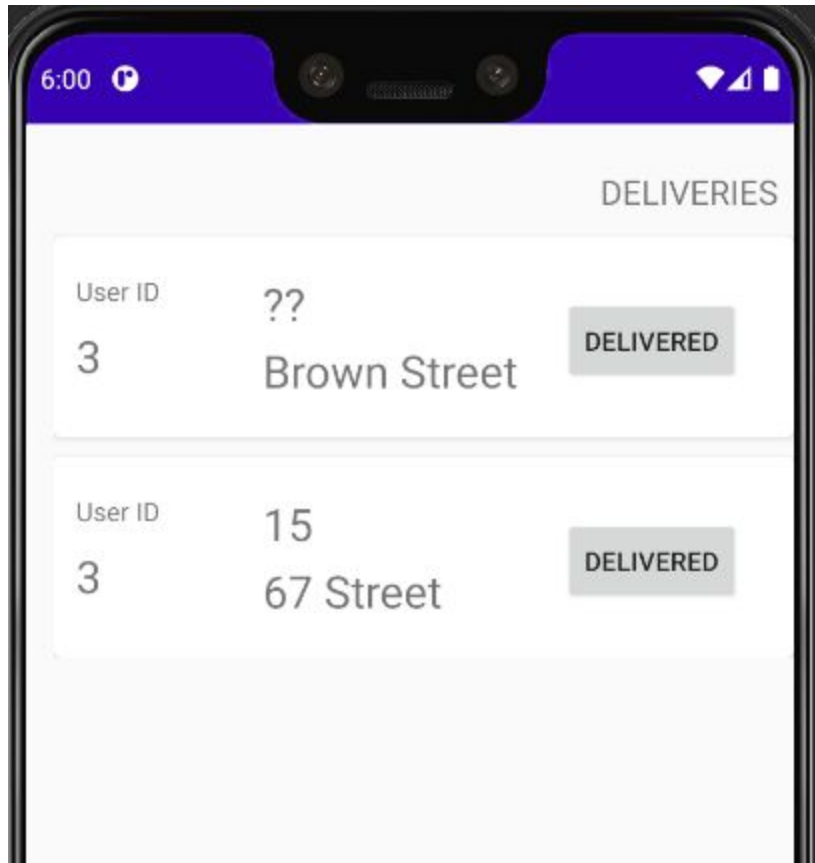 6:00
DELIVERIES
User ID
3
??
Brown Street
DELIVERED
User ID
3
15
67 Street
DELIVERED